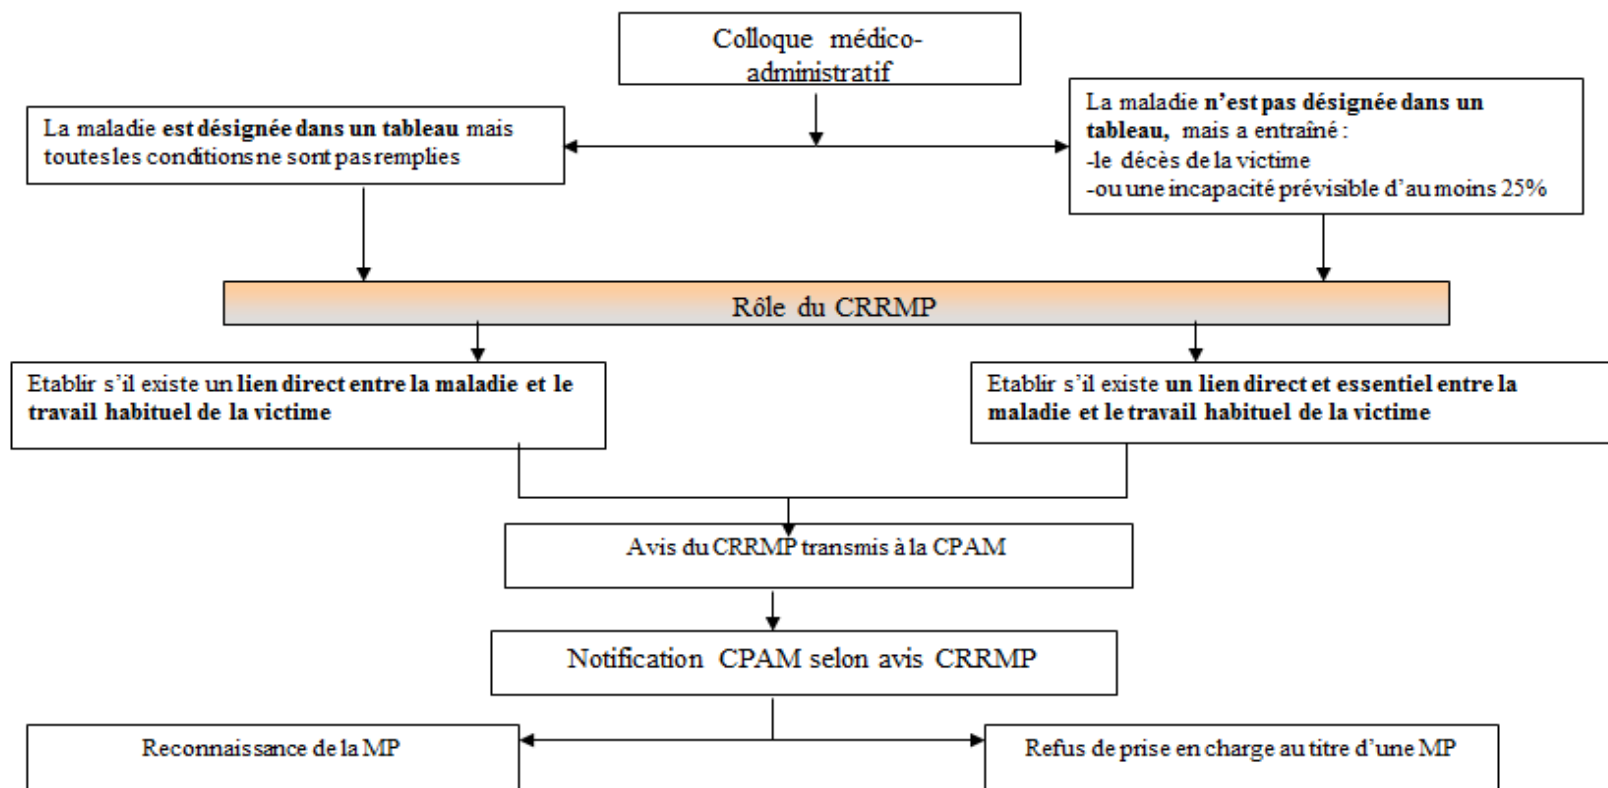 Colloque médico-
administratif
La maladie est désignée dans un tableau mais
toutes les conditions ne sont pas remplies
La maladie n’est pas désignée dans un
tableau, mais a entraîné :
-le décès de la victime
-ou une incapacité prévisible d’au moins 25%
Rôle du CRRMP
Etablir s’il existe un lien direct entre la maladie et le
travail habituel de la victime
Etablir s’il existe un lien direct et essentiel entre la
maladie et le travail habituel de la victime
Avis du CRRMP transmis à la CPAM
Notification CPAM selon avis CRRMP
Reconnaissance de la MP
Refus de prise en charge au titre d’une MP